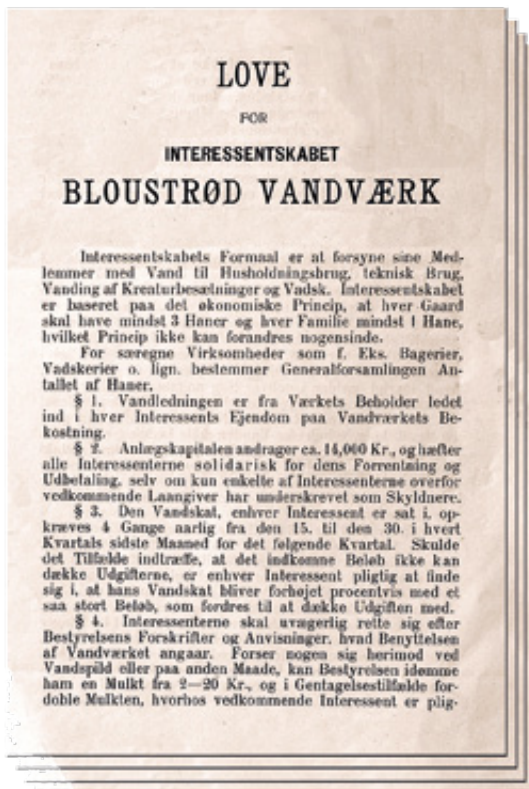 LOVE
FOR
INTERESSENTSKABET
BLOUSTRØD VANDVÆRK
Interessentskabets Formaal er at forsyne sine Med-
lemmer med Vand til Husholdningsbrug, teknisk Brug,
Vanding af Kreaturbesætninger og Vadsk. Interessentskabet
er baseret paa det økonomiske Princip, at hver Gaard
skal have mindst 3 Haner og hver Familie mindst 1 Hane,
hvilket Princip ikke kan forandres nogensinde.
For særegne Virksomheder som f. Eks. Bagerier,
Vadskerier o. lign. bestemmer Generalforsamlingen An-
tallet af Haner.
§ 1. Vandledningen er fra Værkets Beholder ledet
ind i hver Interessents Ejendom paa Vandværkets Be-
kostning.
§ 2. Anlægskapitalen andrager ca. 14,000 Kr., og hæfter
alle Interessenterne solidarisk for dens Forrentning og
Udbetaling, selv om kun enkelte af Interessenterne overfor
vedkommende Laangiver har underskrevet som Skyldnere.
§ 3. Den Vandskat, enhver Interessent er sat i, op-
kræves 4 Gange aarlig fra den 15. til den 30. i hvert
Kvartals sidste Maaned for det følgende Kvartal. Skulde
det Tilfælde indtræffe, at det indkomne Beløb ikke kan
dække Udgifterne, er enhver Interessent pligtig at finde
sig i, at hans Vandskat bliver forhøjet procentvis med et
saa stort Beløb, som fordres til at dække Udgiften med.
§ 4. Interessenterne skal uvægerlig rette sig efter
Bestyrelsens Forskrifter og Anvisninger, hvad Benyttelsen
af Vandværket angaar. Forser nogen sig herimod ved
Vandspild eller paa anden Maade, kan Bestyrelsen idømme
ham en Mulkt fra 2—20 Kr., og i Gentagelsestilfælde for-
doble Mulkten, hvorhos vedkommende Interessent er plig-